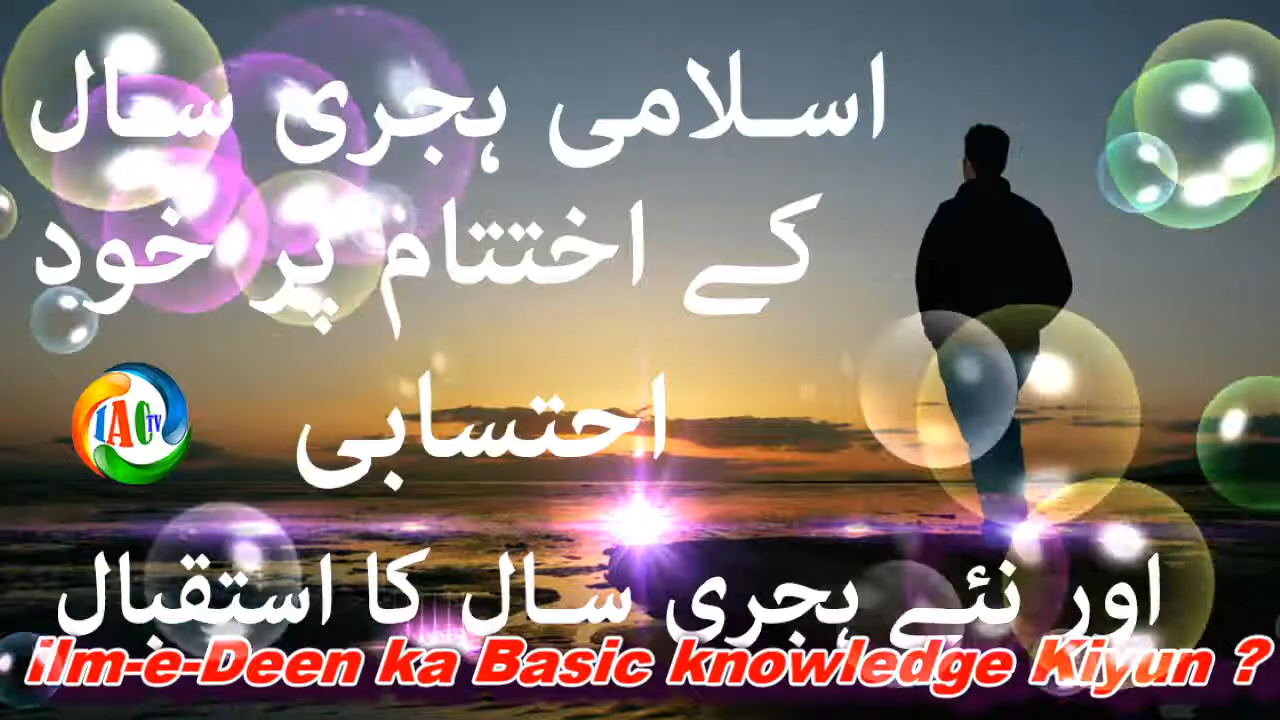 اسلامی ہجری سال
کے اختتام پر خود
احتسابی
IAC TV
اور نئے ہجری سال کا استقبال
ilm-e-Deen ka Basic knowledge Kiyun ?